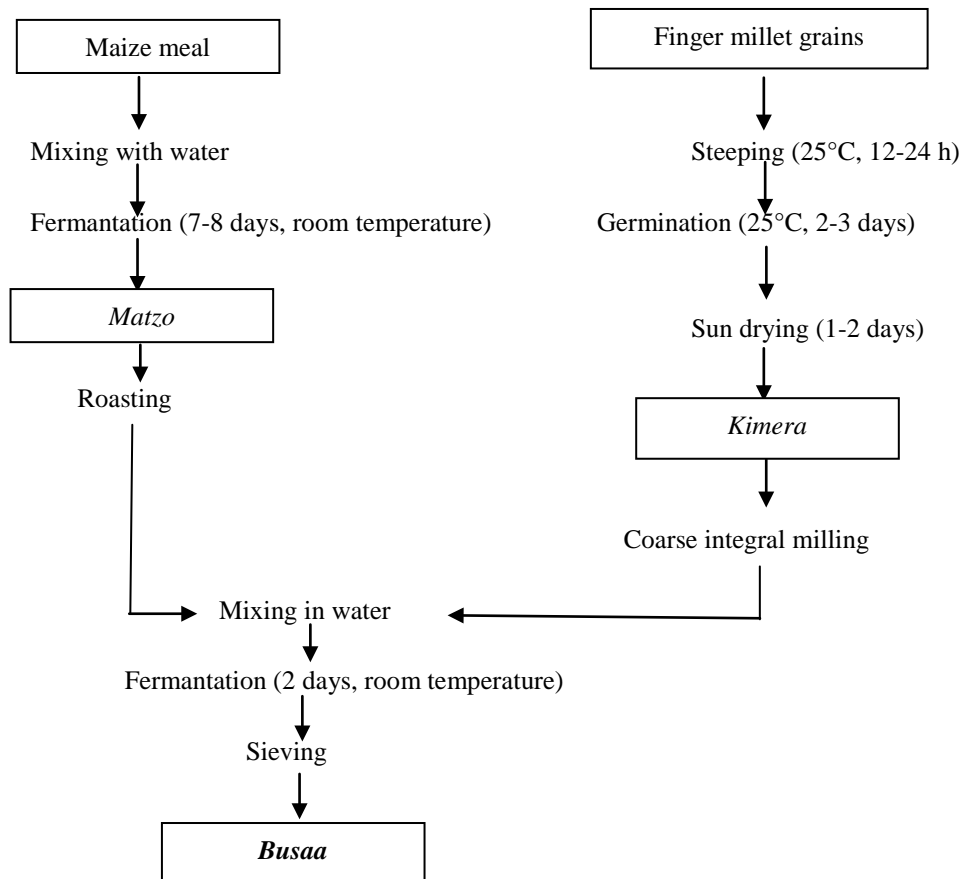 Maize meal
Finger millet grains
Mixing with water
Steeping (25°C, 12-24 h)
Fermantation (7-8 days, room temperature)
Germination (25°C, 2-3 days)
Matzo
Sun drying (1-2 days)
Roasting
Kimera
Coarse integral milling
Mixing in water
Fermantation (2 days, room temperature)
Sieving
Busaa